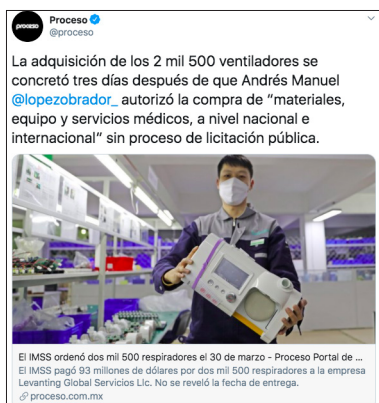 proceso
Proceso
@proceso
La adquisición de los 2 mil 500 ventiladores se
concretó tres días después de que Andrés Manuel
@lopezobrador_ autorizó la compra de “materiales,
equipo y servicios médicos, a nivel nacional e
internacional” sin proceso de licitación pública.
El IMSS ordenó dos mil 500 respiradores el 30 de marzo - Proceso Portal de ...
El IMSS pagó 93 millones de dólares por dos mil 500 respiradores a la empresa
Levanting Global Servicios Llc. No se reveló la fecha de entrega.
proceso.com.mx